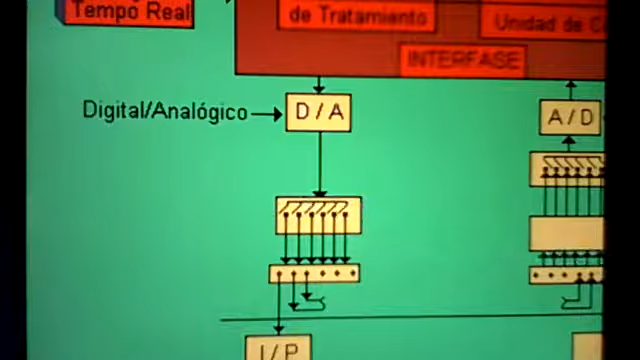 Tempo Real
de Tratamiento
Unidad de
INTERFASE
Digital/Analógico
D / A
A / D
I / P